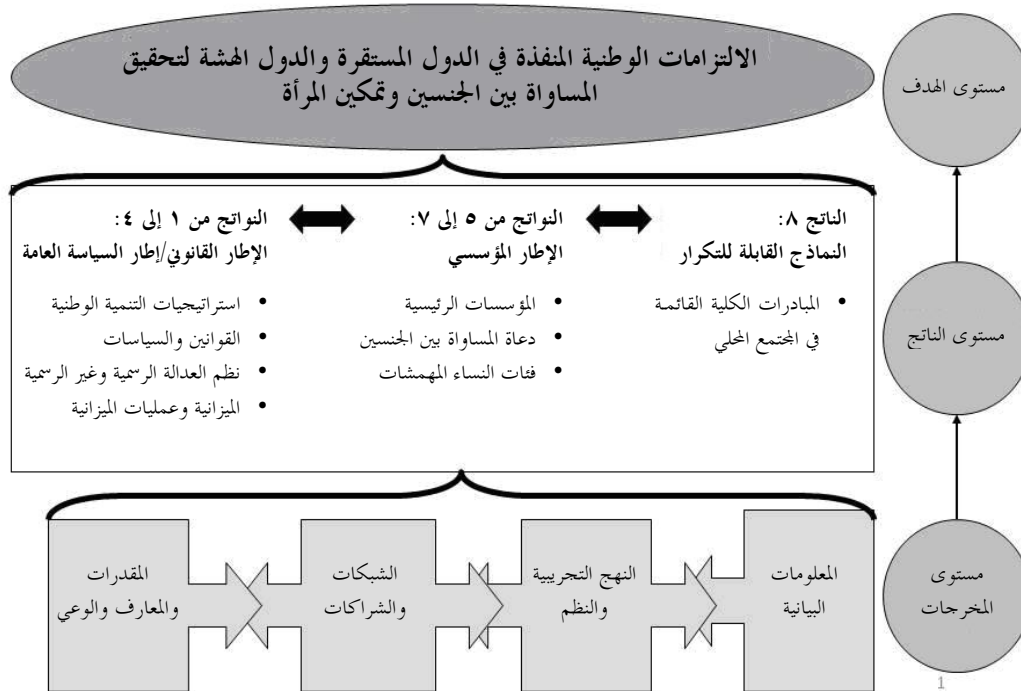 الالتزامات الوطنية المنفذة في الدول المستقرة والدول الهشة لتحقيق
المساواة بين الجنسين وتمكين المرأة
مستوى الهدف
الناتج ٨:
النماذج القابلة للتكرار
• المبادرات الكلية القائمة
في المجتمع المحلي
النواتج من ٥ إلى ٧:
الإطار المؤسسي
• المؤسسات الرئيسية
• دعاة المساواة بين الجنسين
• فئات النساء المهمشات
النواتج من ١ إلى ٤:
الإطار القانوني/إطار السياسة العامة
• استراتيجيات التنمية الوطنية
• القوانين والسياسات
• نظم العدالة الرسمية وغير الرسمية
• الميزانية وعمليات الميزانية
مستوى الناتج
مستوى
المخرجات
المعلومات
البيانية
النهج التجريبية
والنظم
الشبكات
والشراكات
المقدرات
والمعارف والوعي
1